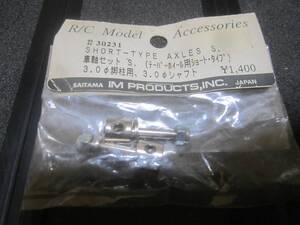 R/C Model Accessories
# 30231
SHORT-TYPE AXLES S.
車軸セット S. (テーパーホイール用ショートタイプ)
3.0φ脚柱用、3.0φシャフト
¥1,400
SAITAMA IM PRODUCTS, INC. JAPAN